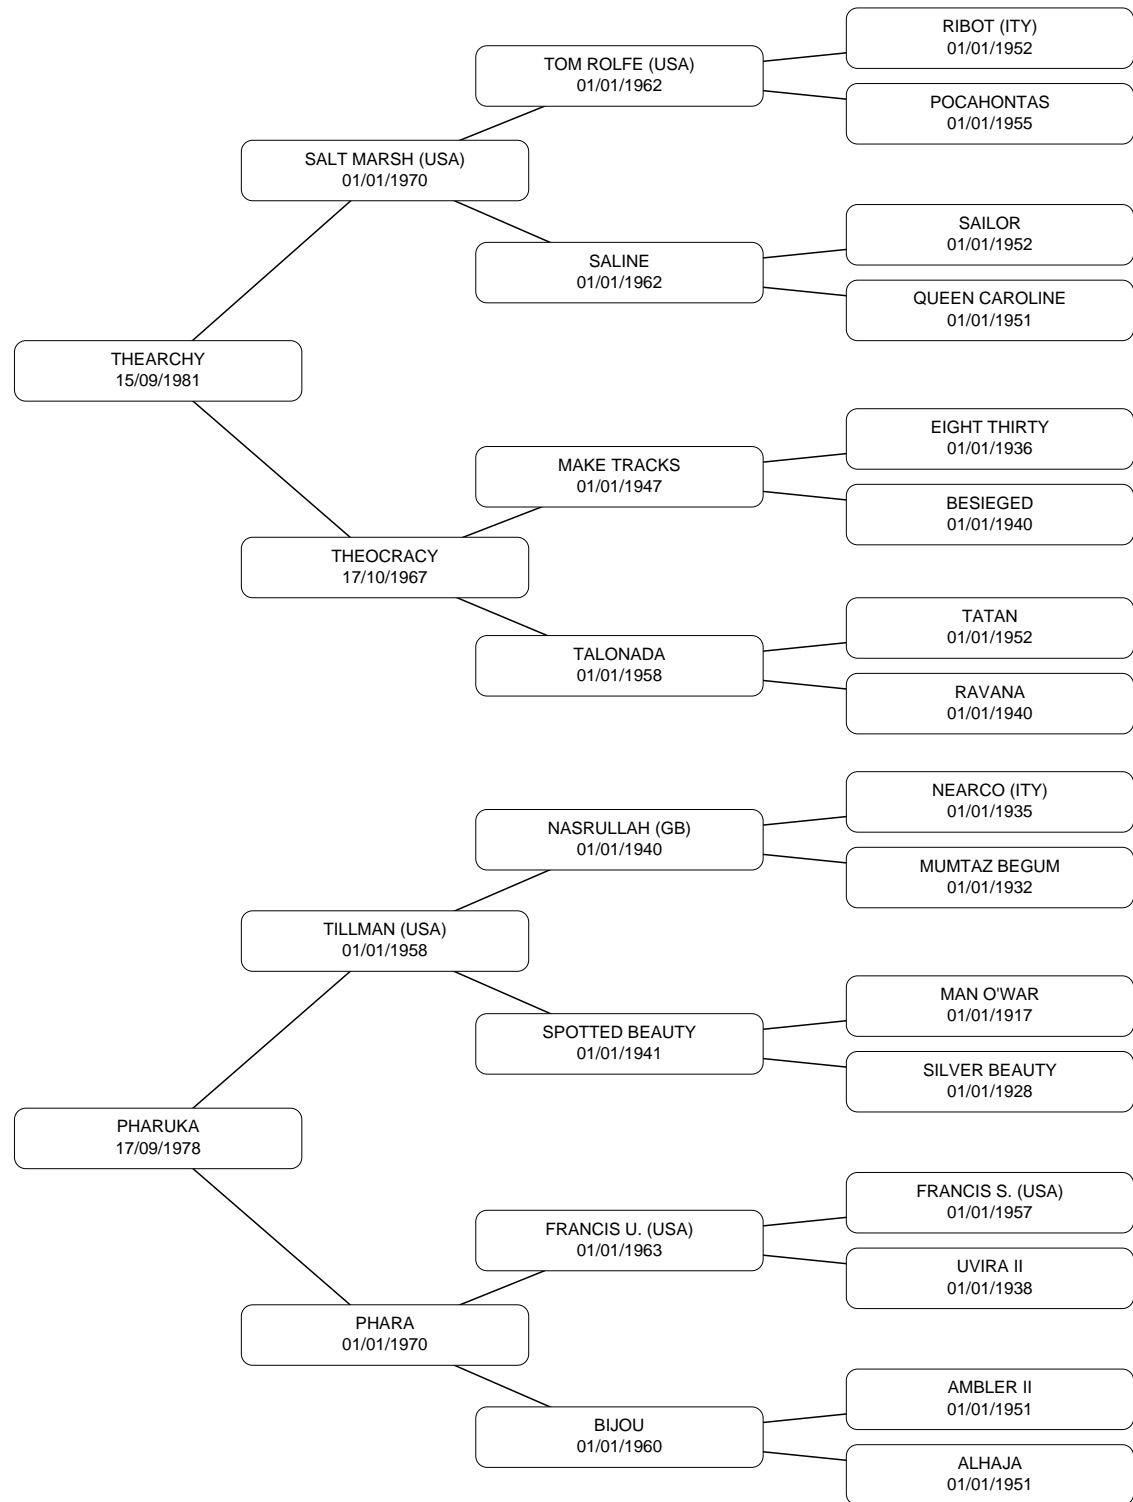 RIBOT (ITY)
01/01/1952
TOM ROLFE (USA)
01/01/1962
POCAHONTAS
01/01/1955
SALT MARSH (USA)
01/01/1970
SAILOR
01/01/1952
SALINE
01/01/1962
QUEEN CAROLINE
01/01/1951
THEARCHY
15/09/1981
EIGHT THIRTY
01/01/1936
MAKE TRACKS
01/01/1947
BESIEGED
01/01/1940
THEOCRACY
17/10/1967
TATAN
01/01/1952
TALONADA
01/01/1958
RAVANA
01/01/1940
NEARCO (ITY)
01/01/1935
NASRULLAH (GB)
01/01/1940
MUMTAZ BEGUM
01/01/1932
TILLMAN (USA)
01/01/1958
MAN O'WAR
01/01/1917
SPOTTED BEAUTY
01/01/1941
SILVER BEAUTY
01/01/1928
PHARUKA
17/09/1978
FRANCIS S. (USA)
01/01/1957
FRANCIS U. (USA)
01/01/1963
UVIRA II
01/01/1938
PHARA
01/01/1970
AMBLER II
01/01/1951
BIJOU
01/01/1960
ALHAJA
01/01/1951